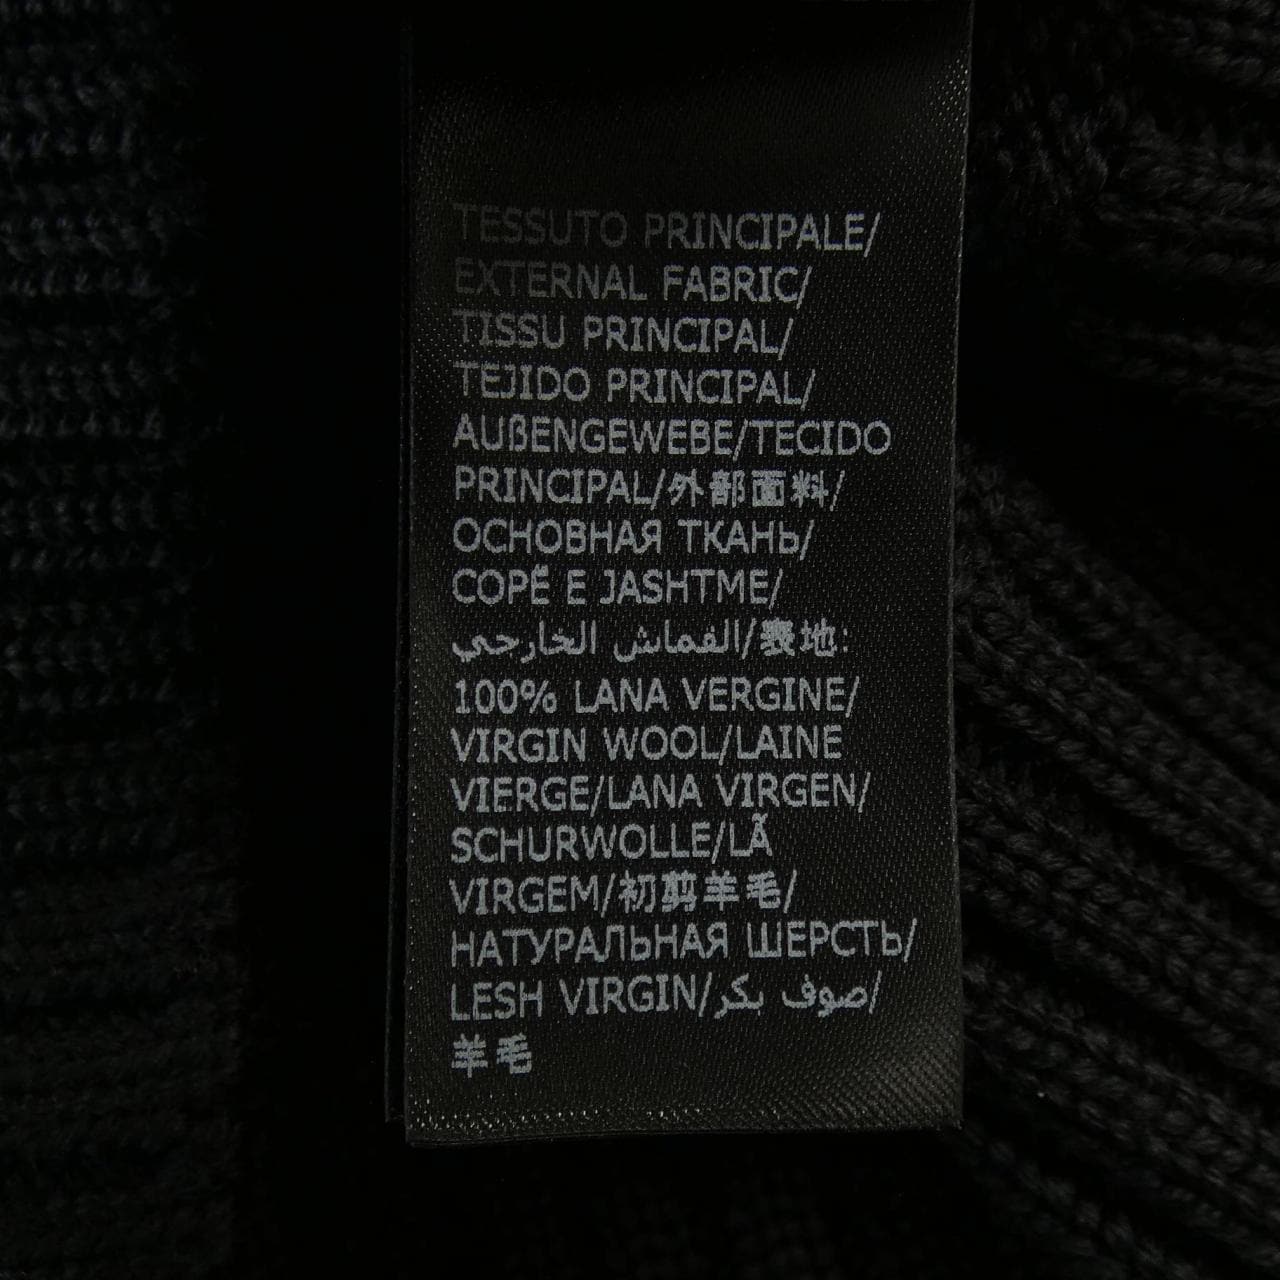 TESSUTO PRINCIPALE/
EXTERNAL FABRIC/
TISSU PRINCIPAL/
TEJIDO PRINCIPAL/
AUßENGEWEBE/TECIDO
PRINCIPAL/外部面料/
ОСНОВНАЯ ТКАНЬ/
COPË E JASHTME/
القماش الخارجي/表地:
100% LANA VERGINE/
VIRGIN WOOL/LAINE
VIERGE/LANA VIRGEN/
SCHURWOLLE/LÃ
VIRGEM/初剪羊毛/
НАТУРАЛЬНАЯ ШЕРСТЬ/
LESH VIRGIN/صوف بكر/
羊毛